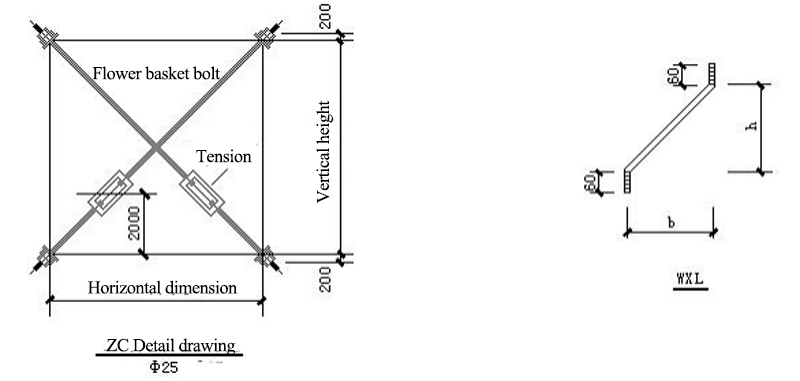 200
Flower basket bolt
Tension
Vertical height
2000
200
Horizontal dimension
ZC Detail drawing
Φ25
60
h
60
b
WXL